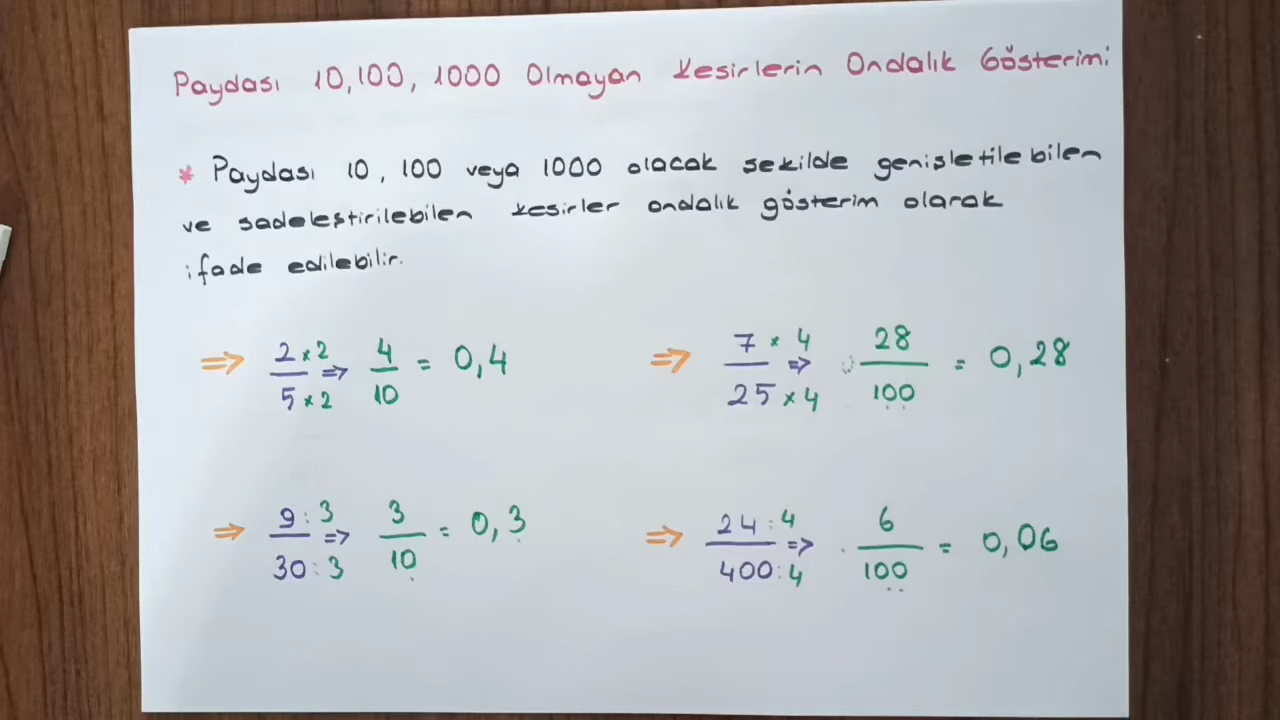 Paydası 10, 100, 1000 Olmayan Kesirlerin Ondalık Gösterimi
* Paydası 10, 100 veya 1000 olacak şekilde genişletilebilen
ve sadeleştirilebilen kesirler ondalık gösterim olarak
ifade edilebilir.
⇒ 2×2/5×2 ⇒ 4/10 = 0,4
⇒ 7×4/25×4 ⇒ 28/100 = 0,28
⇒ 9:3/30:3 ⇒ 3/10 = 0,3
⇒ 24:4/400:4 ⇒ 6/100 = 0,06